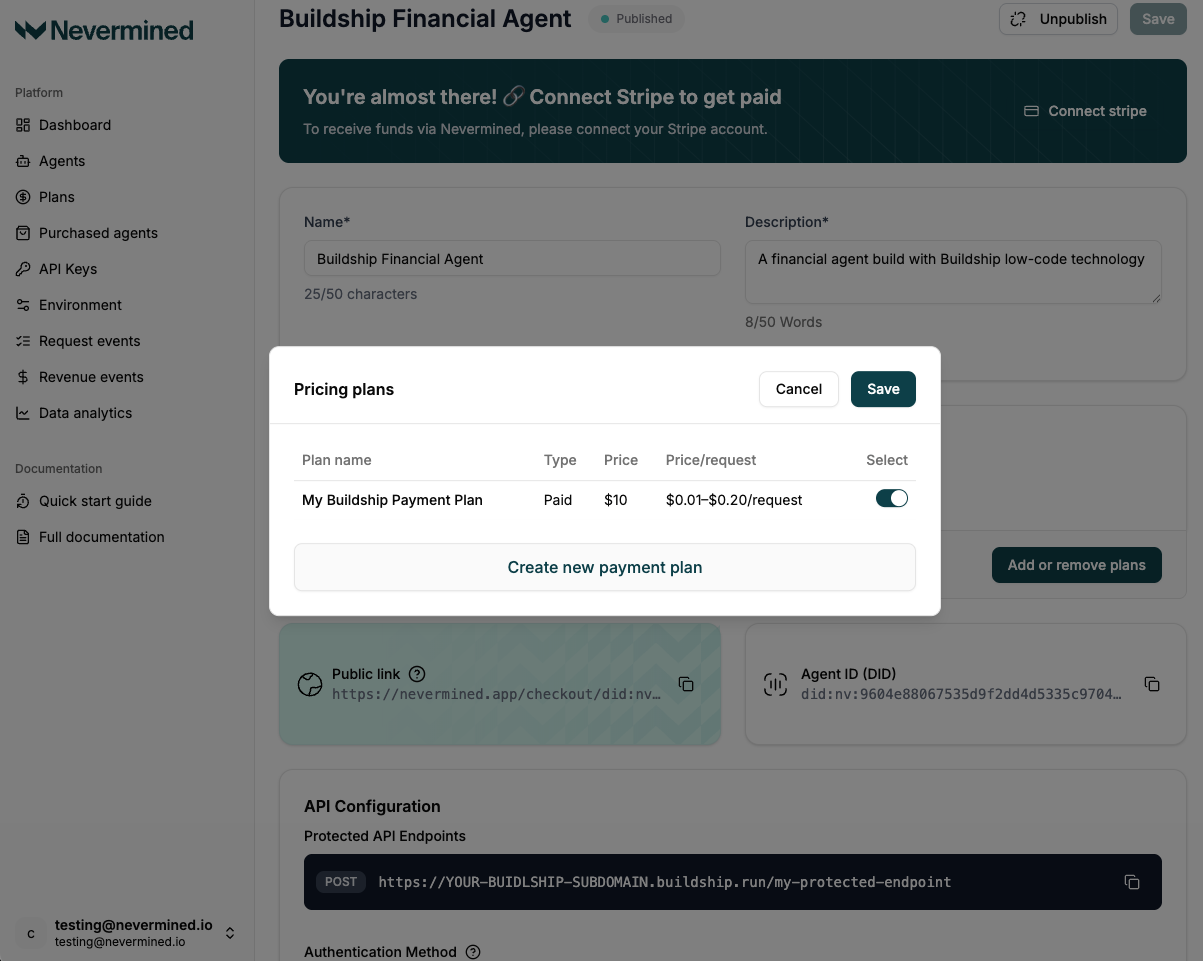 Nevermined
Platform
Dashboard
Agents
Plans
Purchased agents
API Keys
Environment
Request events
Revenue events
Data analytics
Documentation
Quick start guide
Full documentation
c
testing@nevermined.io
testing@nevermined.io
Buildship Financial Agent
Published
Unpublish
Save
You're almost there! 🔗 Connect Stripe to get paid
To receive funds via Nevermined, please connect your Stripe account.
Connect stripe
Name*
Buildship Financial Agent
25/50 characters
Description*
A financial agent build with Buildship low-code technology
8/50 Words
Pricing plans
Cancel
Save
Plan name Type Price Price/request Select
My Buildship Payment Plan Paid $10 $0.01–$0.20/request
Create new payment plan
Add or remove plans
Public link
https://nevermined.app/checkout/did:nv…
Agent ID (DID)
did:nv:9604e88067535d9f2dd4d5335c9704…
API Configuration
Protected API Endpoints
POST https://YOUR-BUIDLSHIP-SUBDOMAIN.buildship.run/my-protected-endpoint
Authentication Method